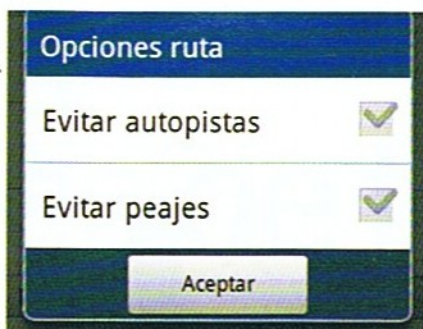 Opciones ruta
Evitar autopistas
Evitar peajes
Aceptar